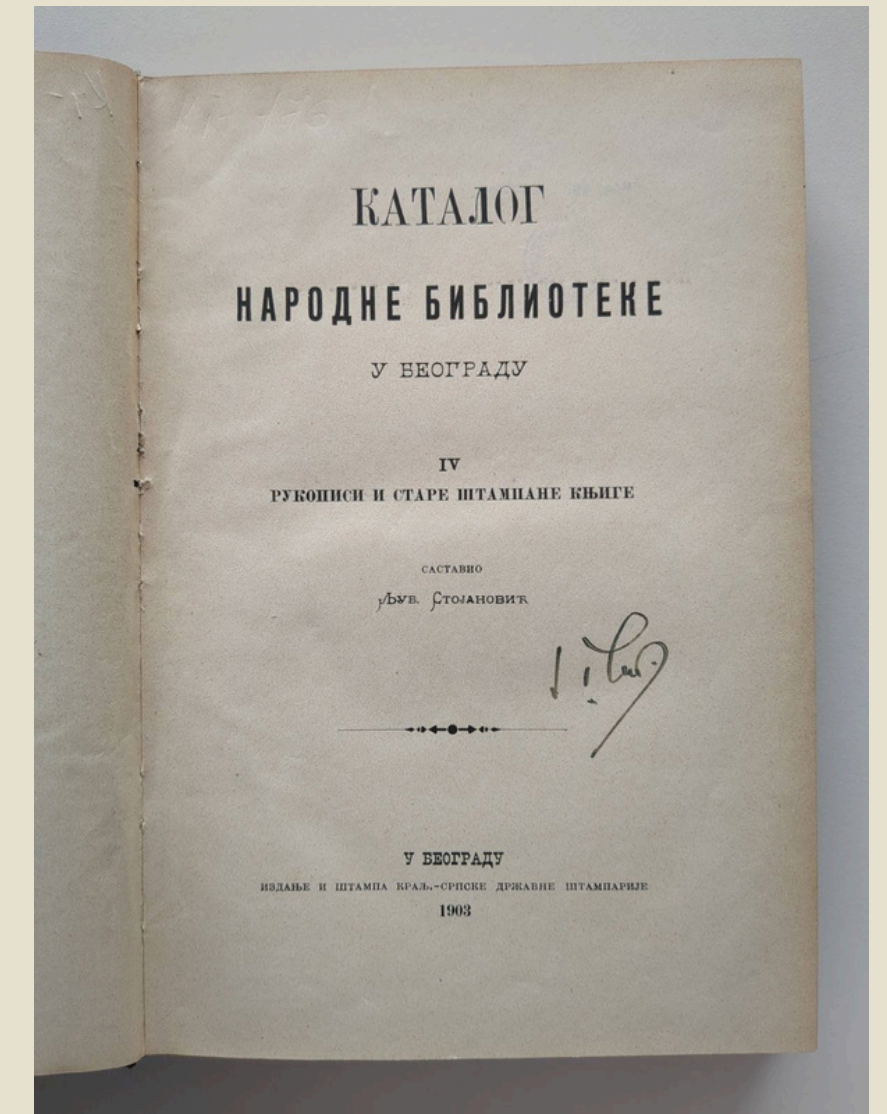 КАТАЛОГ
НАРОДНЕ БИБЛИОТЕКЕ
У БЕОГРАДУ
IV
РУКОПИСИ И СТАРЕ ШТАМПАНЕ КЊИГЕ
САСТАВИО
Љуб. Стојановић
У БЕОГРАДУ
ИЗДАЊЕ И ШТАМПА КРАЉ.-СРПСКЕ ДРЖАВНЕ ШТАМПАРИЈЕ
1903